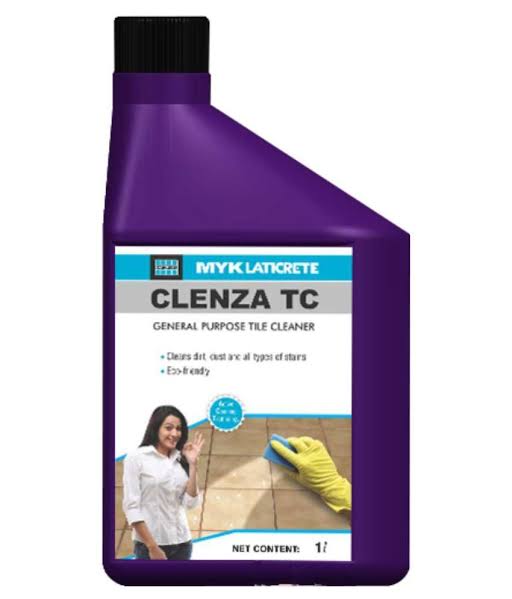 MYK LATICRETE
CLENZA TC
GENERAL PURPOSE TILE CLEANER
• Cleans dirt, dust and all types of stains
• Eco-friendly
NET CONTENT: 1l